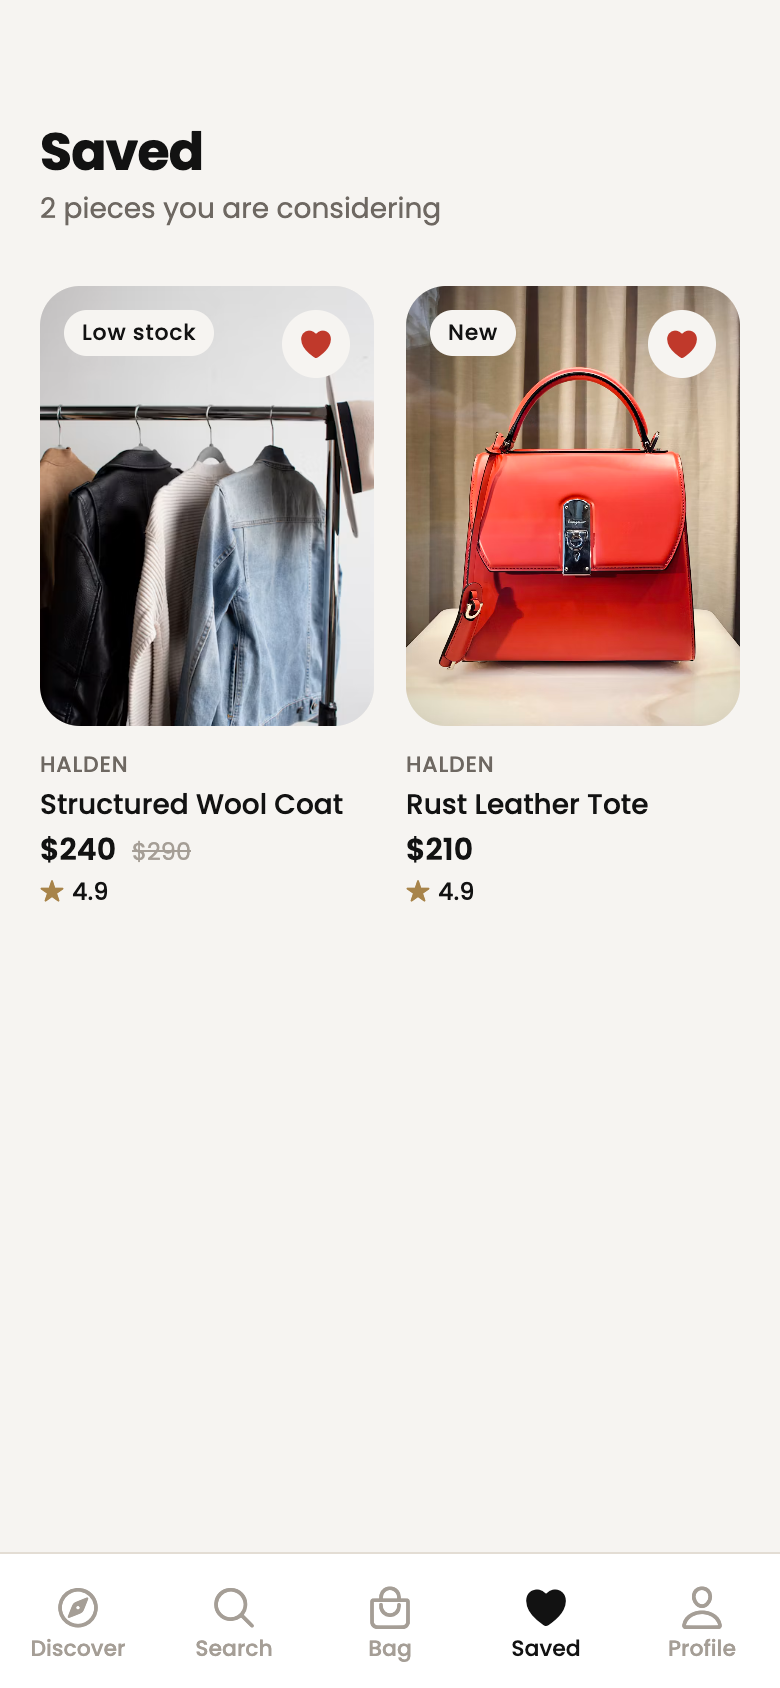 Saved
2 pieces you are considering
Low stock
New
HALDEN
Structured Wool Coat
$240 $290
4.9
HALDEN
Rust Leather Tote
$210
4.9
Discover
Search
Bag
Saved
Profile